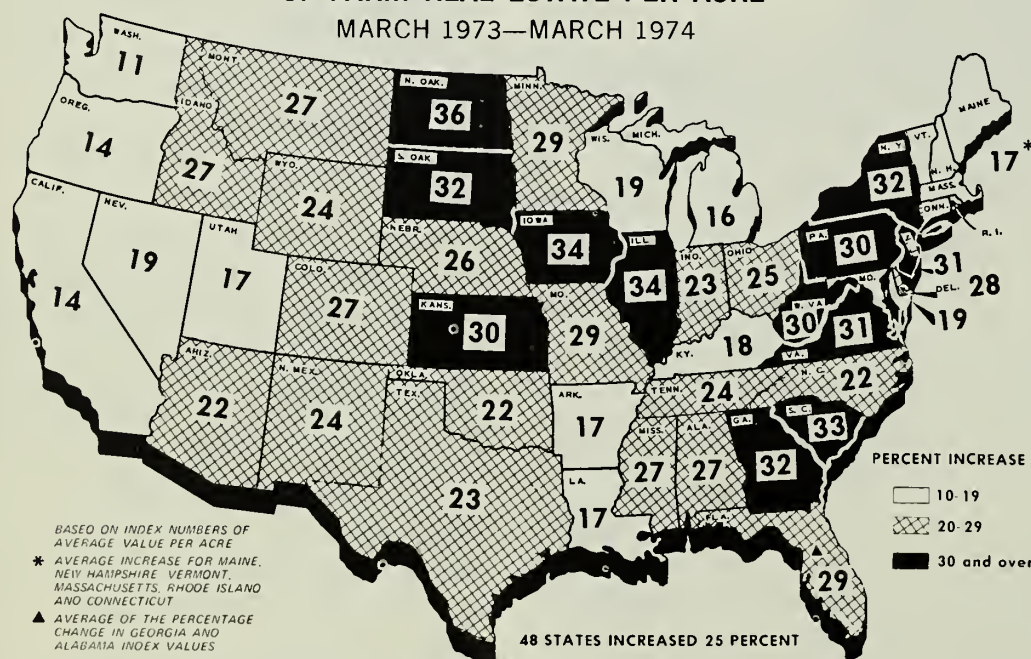 OF FARM REAL ESTATE PER ACRE
MARCH 1973—MARCH 1974
WASH.
11
OREG.
14
CALIF.
14
NEV.
19
IDAHO
27
MONT.
27
WYO.
24
UTAH
17
COLO.
27
ARIZ.
22
N. MEX.
24
N. DAK.
36
S. DAK.
32
NEBR.
26
KANS.
30
OKLA.
22
TEX.
23
MINN.
29
IOWA
34
MO.
29
ARK.
17
LA.
17
WIS.
19
MICH.
16
ILL
34
IND.
23
OHIO
25
KY.
18
TENN.
24
MISS.
27
ALA.
27
GA.
32
FLA.
▲
29
S. C.
33
N. C.
22
VA.
31
W. VA
30
PA.
30
N. Y
32
VT.
N. H.
MAINE
17*
MASS.
CONN.
R. I.
31
DEL.
28
MD.
19
PERCENT INCREASE
10-19
20-29
30 and over
BASED ON INDEX NUMBERS OF
AVERAGE VALUE PER ACRE
* AVERAGE INCREASE FOR MAINE,
NEW HAMPSHIRE VERMONT,
MASSACHUSETTS, RHODE ISLAND
AND CONNECTICUT
▲ AVERAGE OF THE PERCENTAGE
CHANGE IN GEORGIA AND
ALABAMA INDEX VALUES
48 STATES INCREASED 25 PERCENT